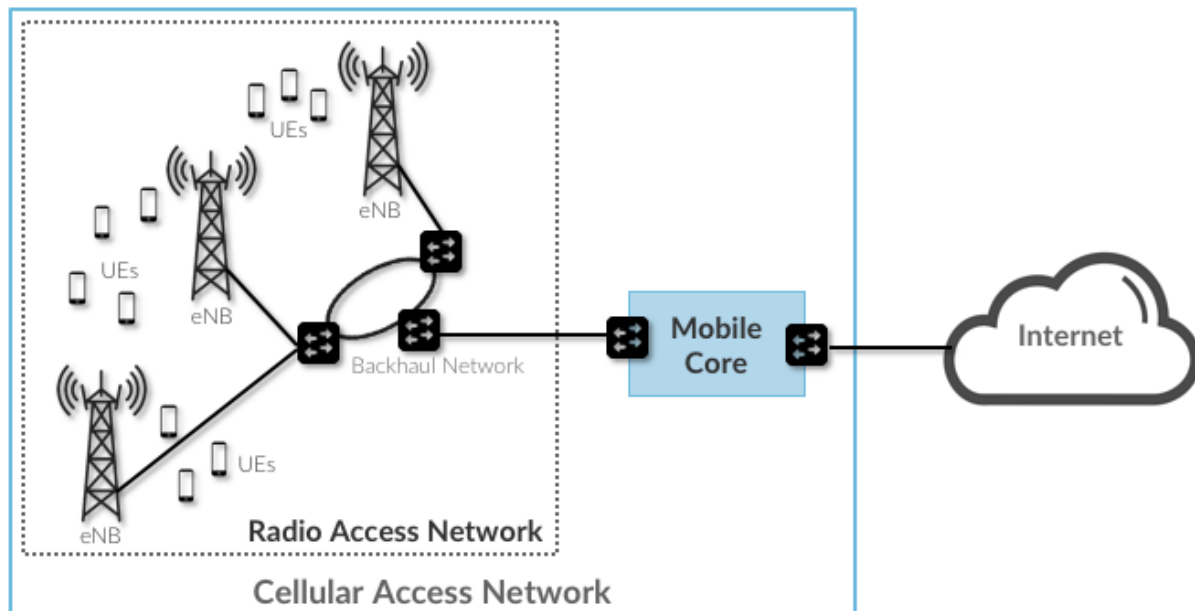 UEs
eNB
UEs
eNB
Backhaul Network
Mobile
Core
Internet
UEs
eNB
Radio Access Network
Cellular Access Network